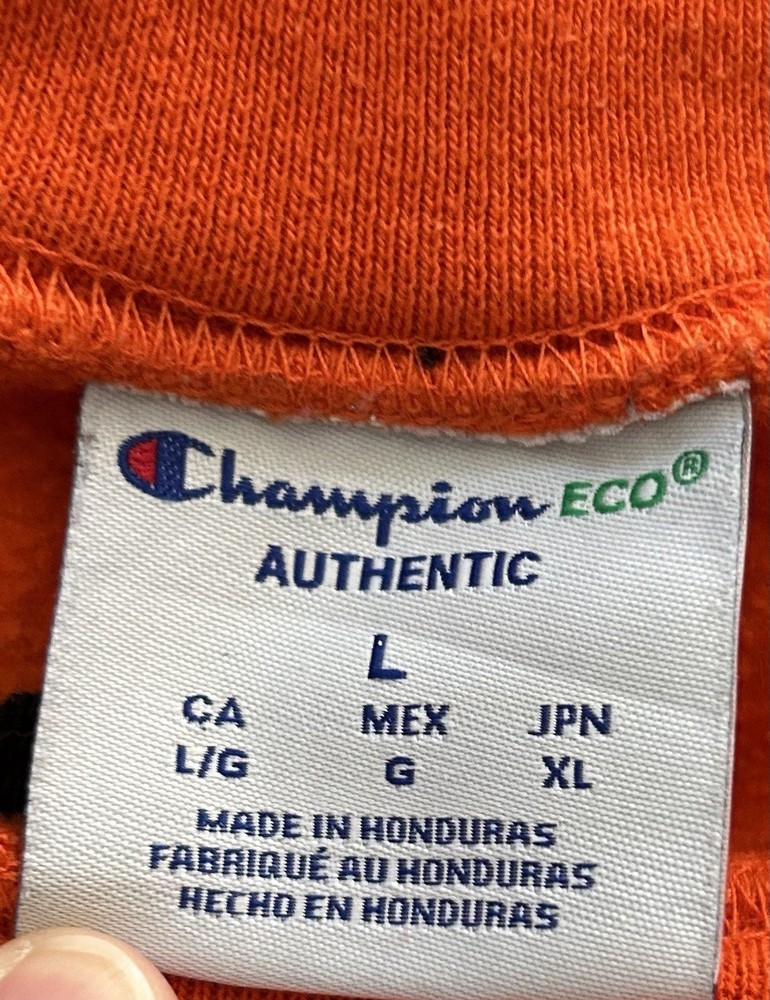 Champion ECO®
AUTHENTIC
L
CA MEX JPN
L/G G XL
MADE IN HONDURAS
FABRIQUÉ AU HONDURAS
HECHO EN HONDURAS